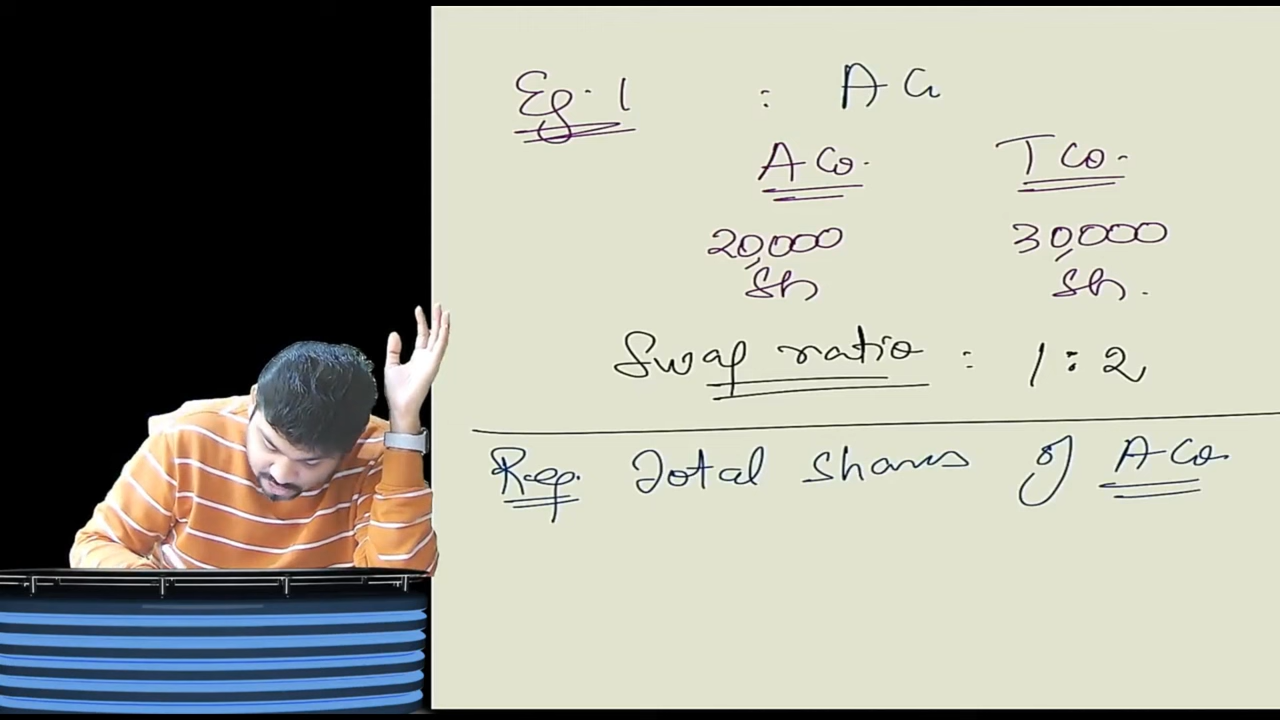 Eg. 1 : A Co
A Co. T Co.
20,000 30,000
Sh Sh.
Swap ratio : 1 : 2
Req. Total shares of A Co.